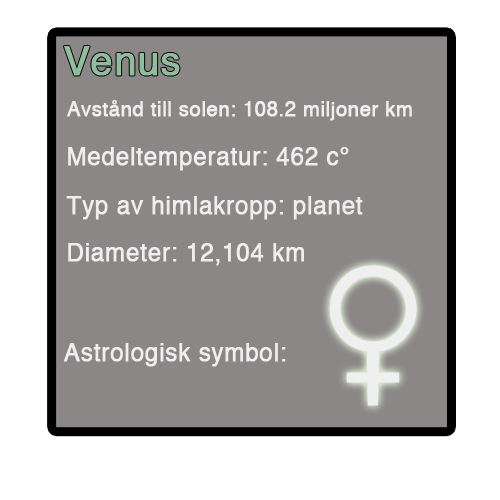 Venus
Avstånd till solen: 108.2 miljoner km
Medeltemperatur: 462 c°
Typ av himlakropp: planet
Diameter: 12,104 km
Astrologisk symbol: ♀